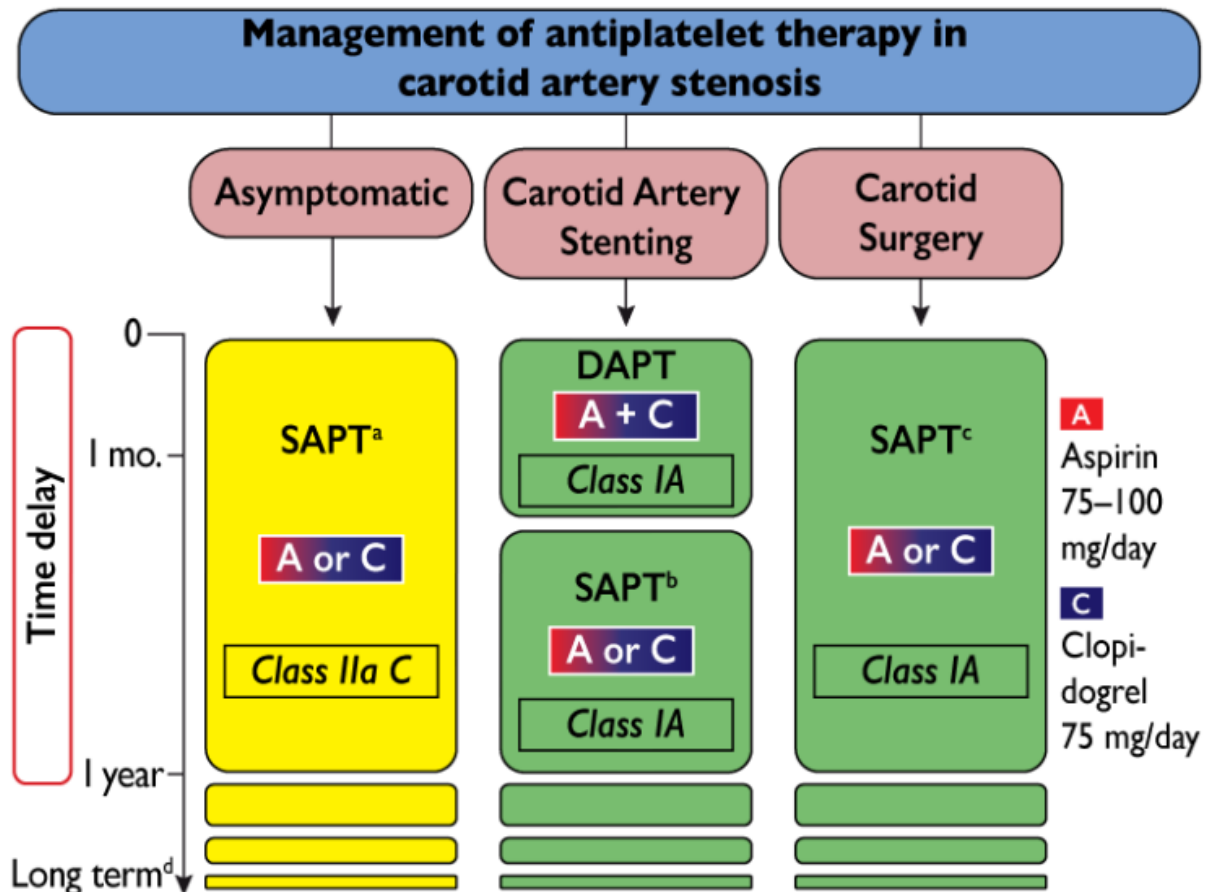 Management of antiplatelet therapy in
carotid artery stenosis
Asymptomatic
Carotid Artery
Stenting
Carotid
Surgery
Time delay
0
1 mo.
1 year
Long termᵈ
SAPTᵃ
A or C
Class IIa C
DAPT
A + C
Class IA
SAPTᵇ
A or C
Class IA
SAPTᶜ
A or C
Class IA
A
Aspirin
75–100
mg/day
C
Clopi-
dogrel
75 mg/day